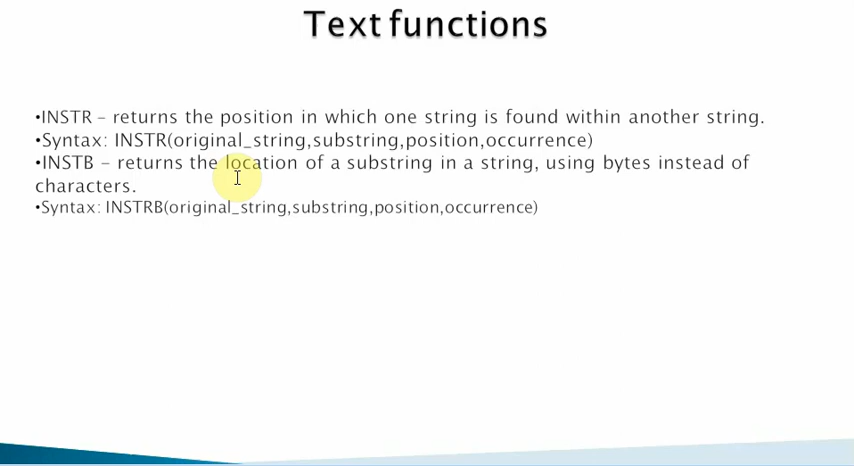 Text functions
•INSTR – returns the position in which one string is found within another string.
•Syntax: INSTR(original_string,substring,position,occurrence)
•INSTB – returns the location of a substring in a string, using bytes instead of
characters.
•Syntax: INSTRB(original_string,substring,position,occurrence)